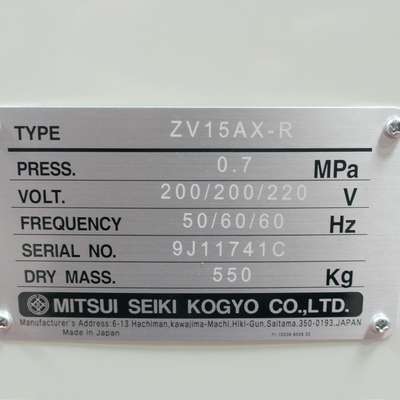 TYPE ZV15AX-R
PRESS. 0.7 MPa
VOLT. 200/200/220 V
FREQUENCY 50/60/60 Hz
SERIAL NO. 9J11741C
DRY MASS. 550 Kg
MITSUI SEIKI KOGYO CO.,LTD.
Manufacturer's Address:6-13 Hachiman,kawajima-Machi,Hiki-Gun,Saitama,350-0193,JAPAN
Made in Japan